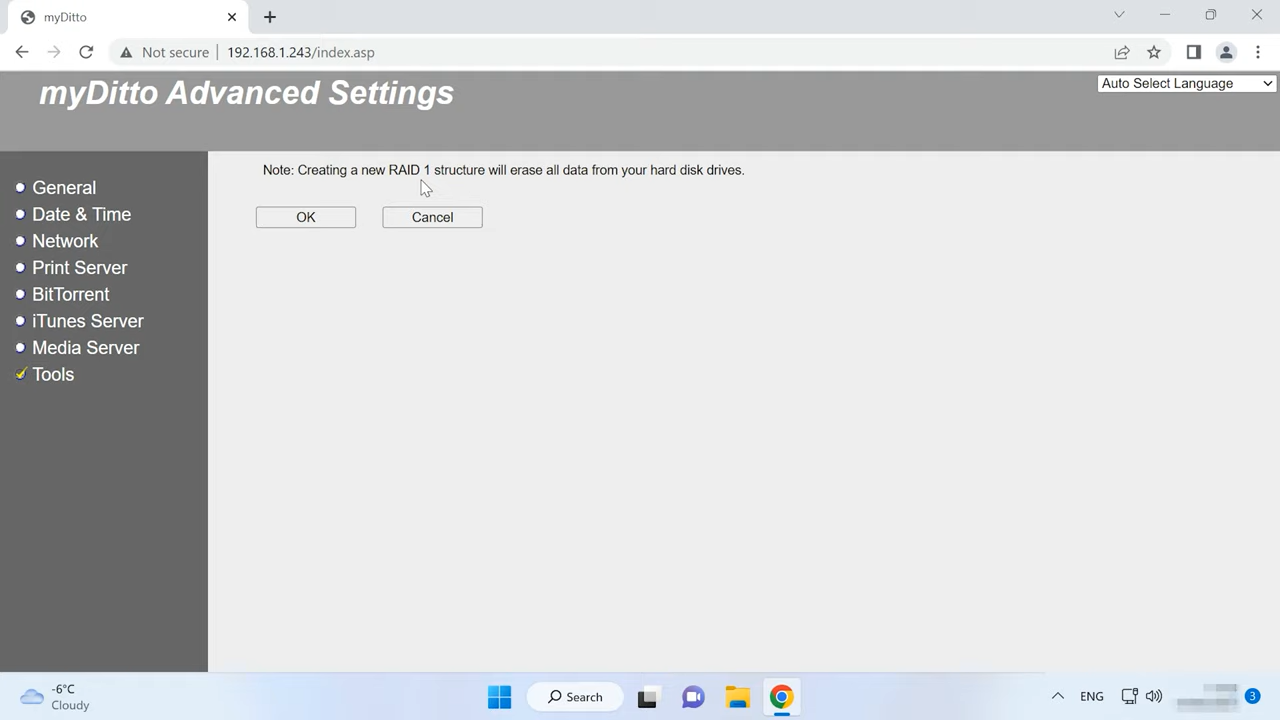 myDitto
Not secure
192.168.1.243/index.asp
myDitto Advanced Settings
Auto Select Language
Note: Creating a new RAID 1 structure will erase all data from your hard disk drives.
OK
Cancel
General
Date & Time
Network
Print Server
BitTorrent
iTunes Server
Media Server
Tools
-6°C
Cloudy
Search
ENG
3